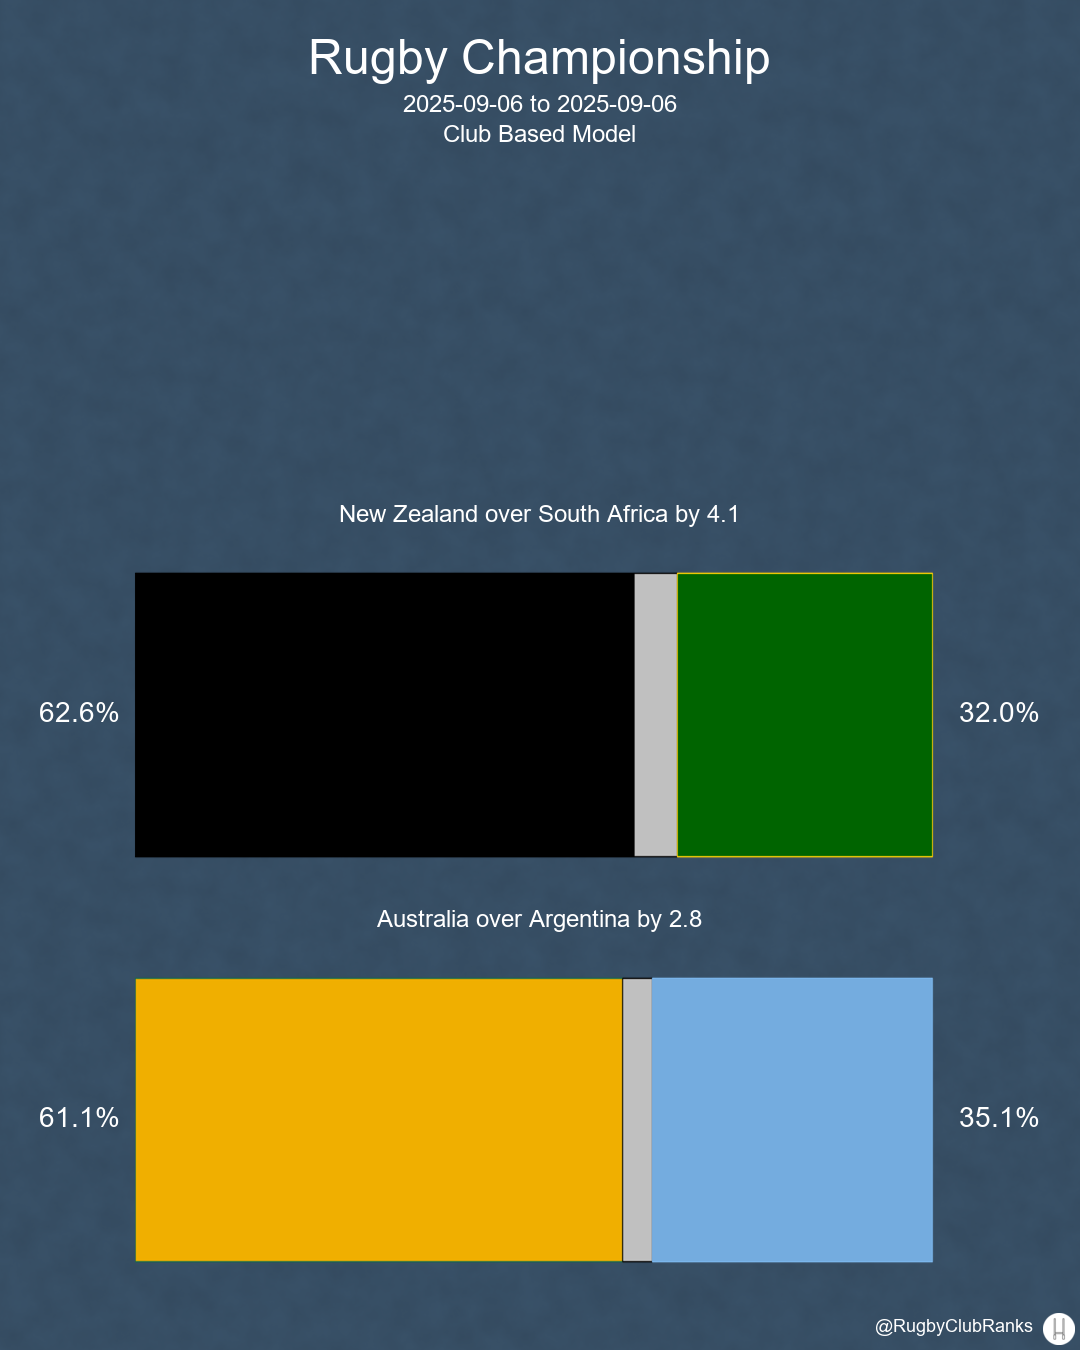 Rugby Championship
2025-09-06 to 2025-09-06
Club Based Model
New Zealand over South Africa by 4.1
62.6%
32.0%
Australia over Argentina by 2.8
61.1%
35.1%
@RugbyClubRanks